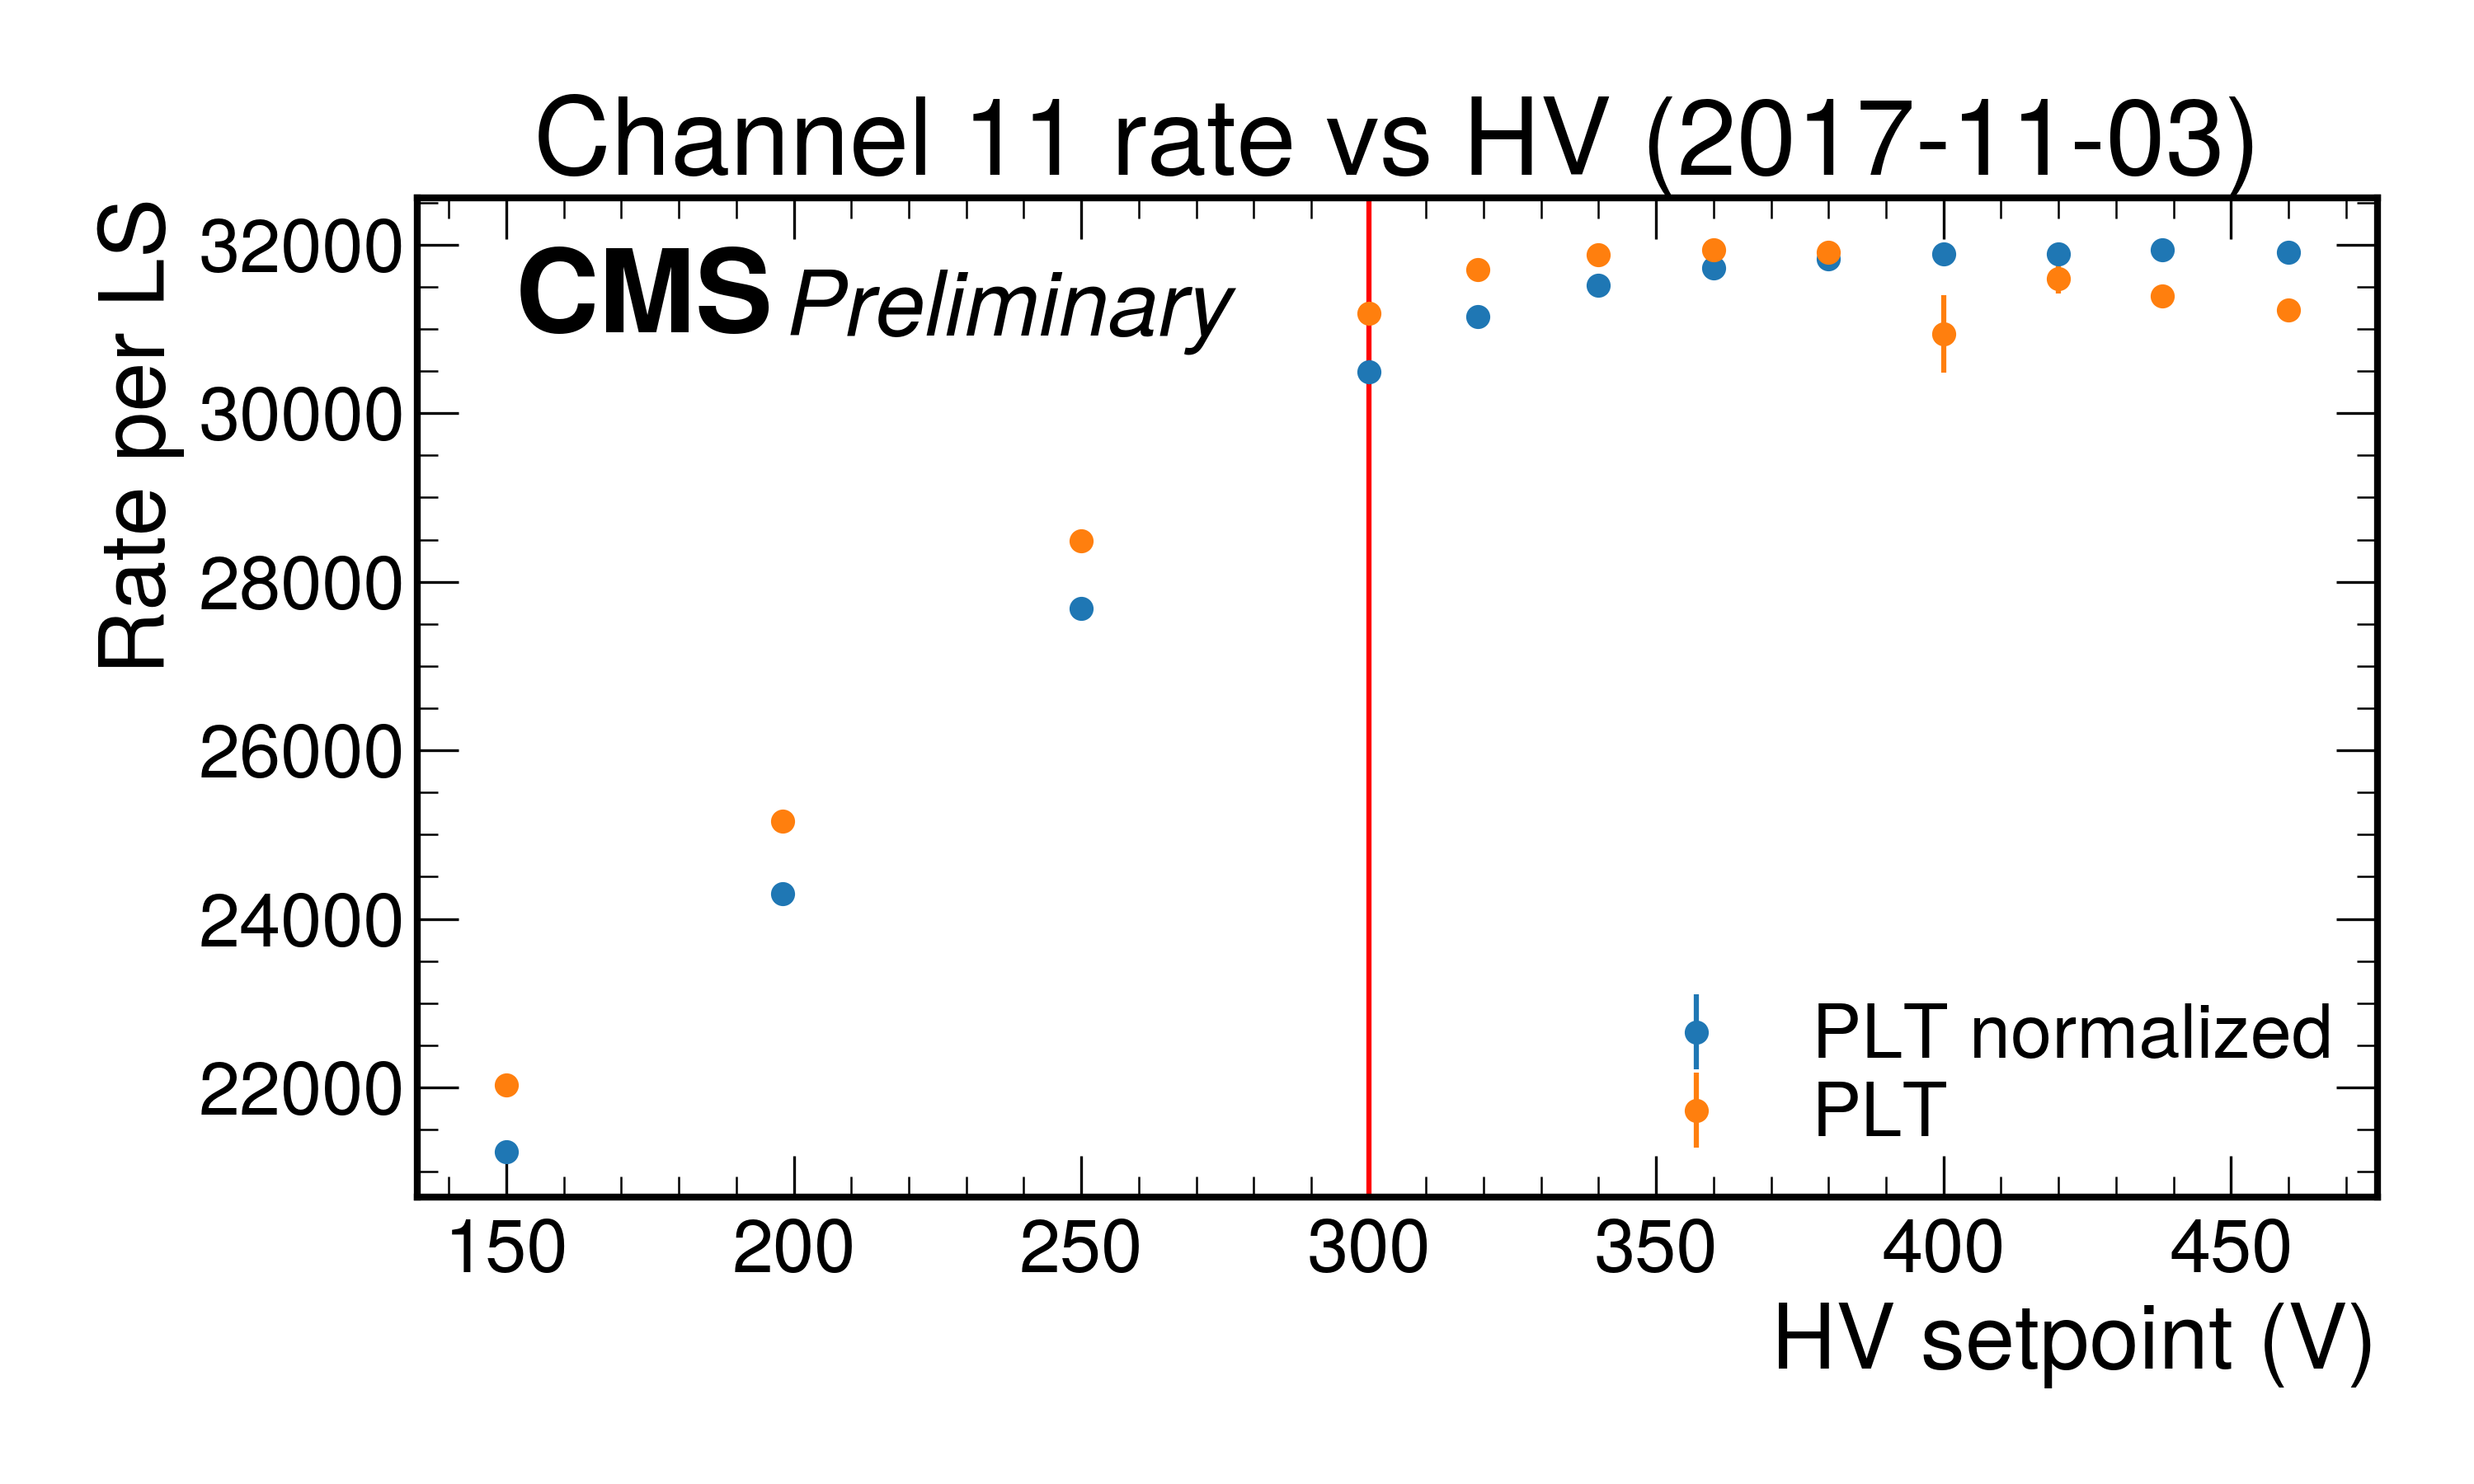 Channel 11 rate vs HV (2017-11-03)
CMS Preliminary
Rate per LS
32000
30000
28000
26000
24000
22000
PLT normalized
PLT
150 200 250 300 350 400 450
HV setpoint (V)